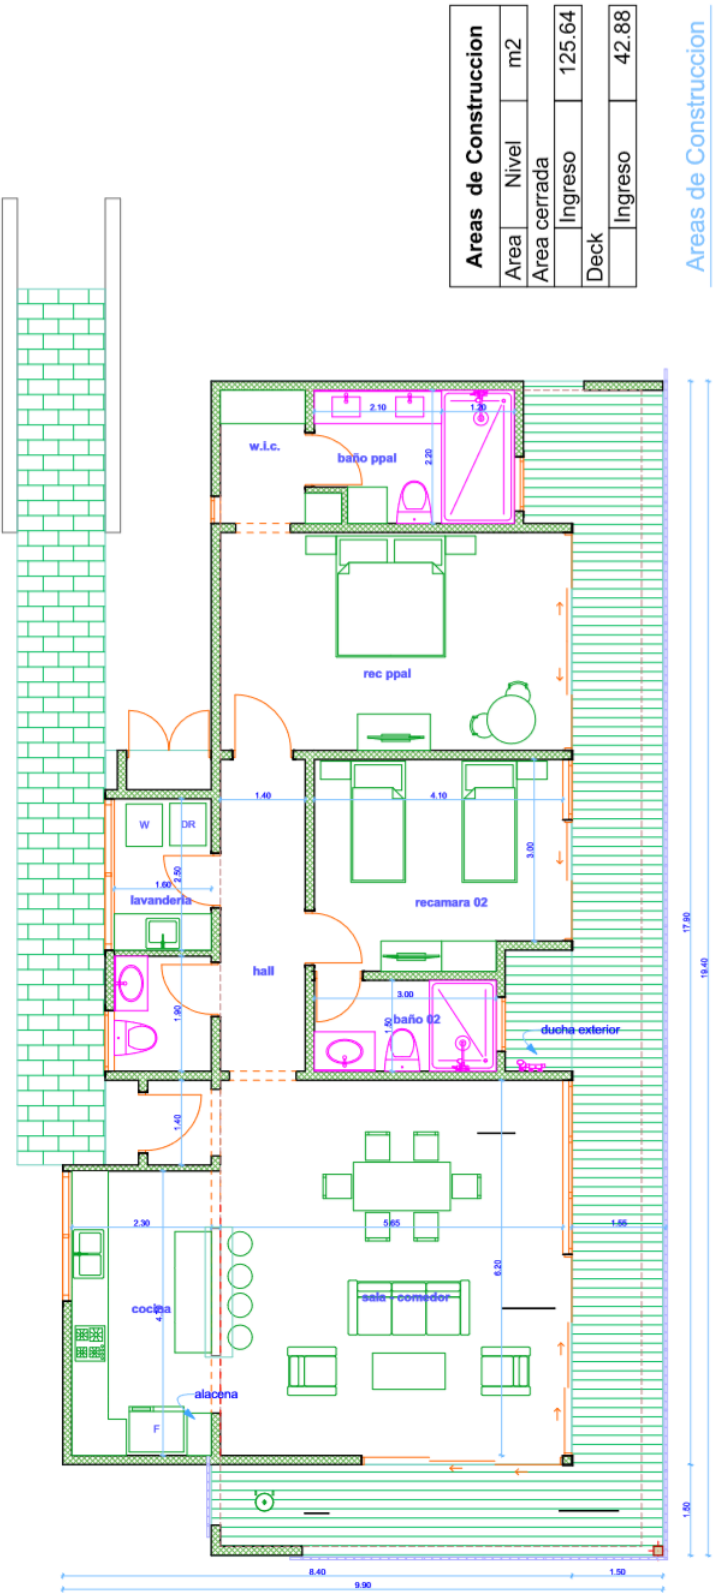 Areas de Construccion
Area Nivel m2
Area cerrada
Ingreso 125.64
Deck
Ingreso 42.88
Areas de Construccion
w.i.c.
baño ppal
2.10
1.20
2.20
rec ppal
1.40
4.10
3.00
W
DR
2.50
1.60
lavanderia
recamara 02
hall
3.00
1.50
baño 02
ducha exterior
1.90
1.40
17.90
19.40
2.30
5.65
1.55
6.20
cocina
sala - comedor
alacena
F
1.50
8.40
1.50
9.90